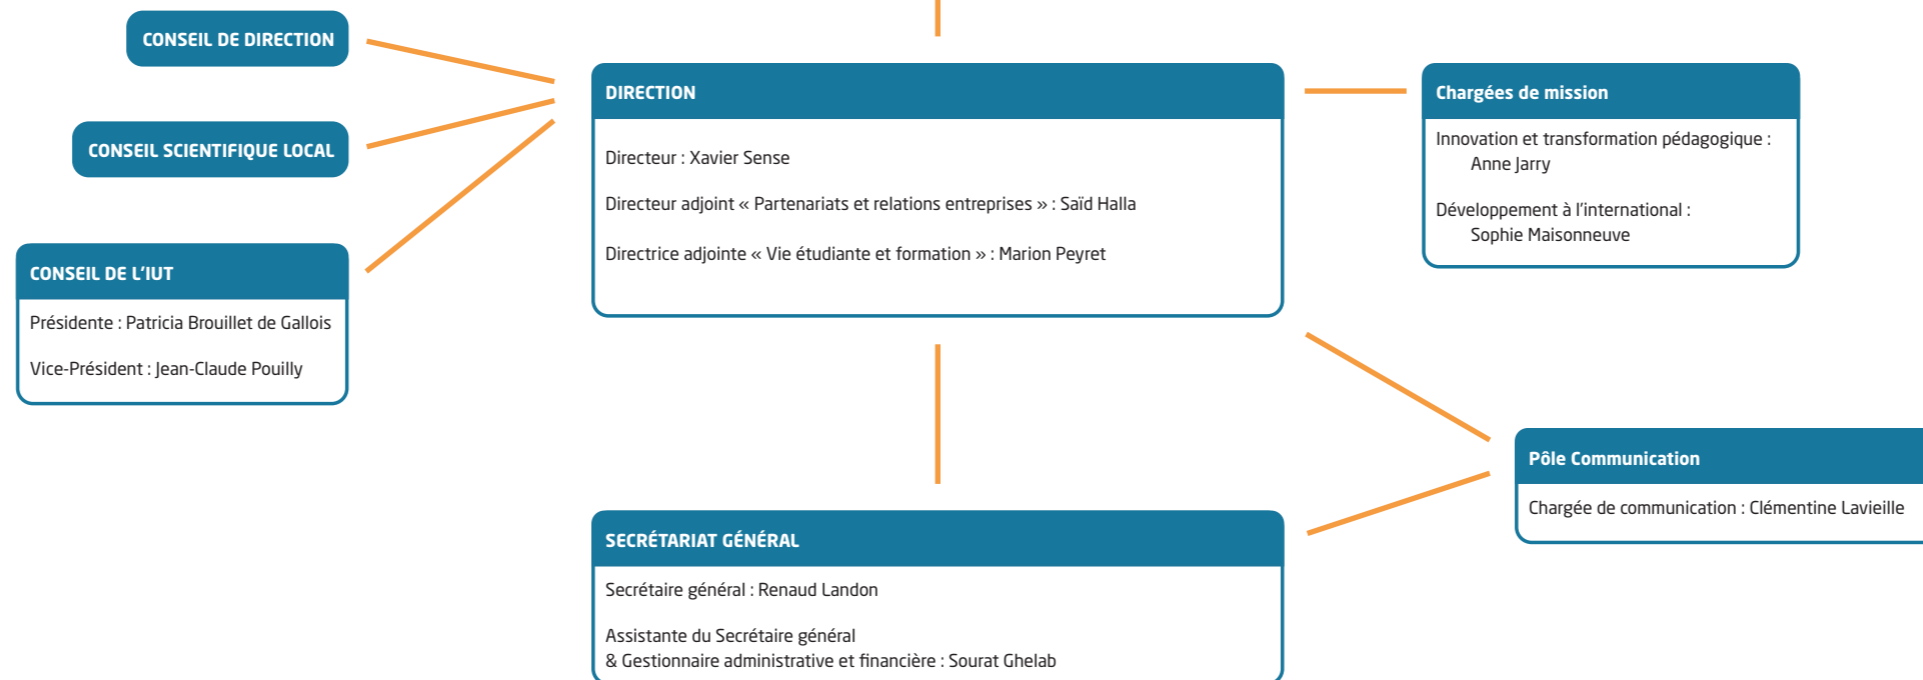 CONSEIL DE DIRECTION
CONSEIL SCIENTIFIQUE LOCAL
CONSEIL DE L'IUT
Présidente : Patricia Brouillet de Gallois
Vice-Président : Jean-Claude Pouilly
DIRECTION
Directeur : Xavier Sense
Directeur adjoint « Partenariats et relations entreprises » : Saïd Halla
Directrice adjointe « Vie étudiante et formation » : Marion Peyret
Chargées de mission
Innovation et transformation pédagogique :
Anne Jarry
Développement à l'international :
Sophie Maisonneuve
Pôle Communication
Chargée de communication : Clémentine Lavieille
SECRÉTARIAT GÉNÉRAL
Secrétaire général : Renaud Landon
Assistante du Secrétaire général
& Gestionnaire administrative et financière : Sourat Ghelab